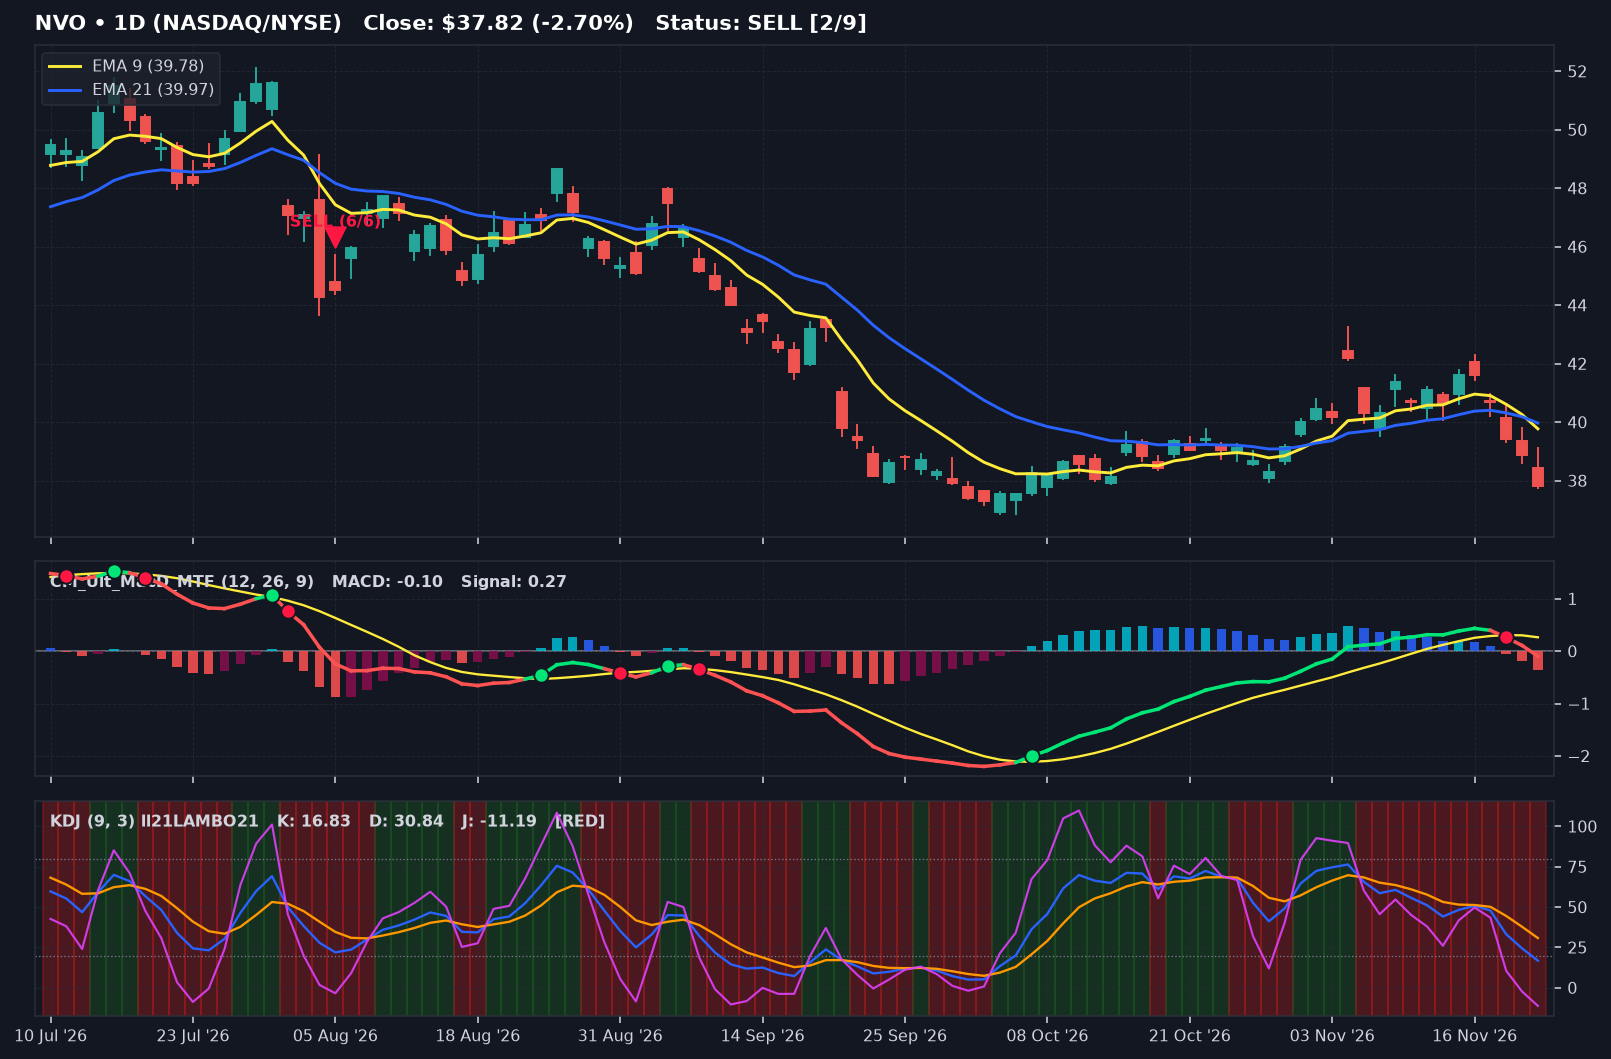 NVO • 1D (NASDAQ/NYSE)   Close: $37.82 (-2.70%)   Status: SELL [2/9]
EMA 9 (39.78)
EMA 21 (39.97)
SELL (6/6)
52
50
48
46
44
42
40
38
CM_Ult_MacD_MTF (12, 26, 9)   MACD: -0.10   Signal: 0.27
1
0
−1
−2
KDJ (9, 3) II21LAMBO21   K: 16.83   D: 30.84   J: -11.19   [RED]
100
75
50
25
0
10 Jul '26   23 Jul '26   05 Aug '26   18 Aug '26   31 Aug '26   14 Sep '26   25 Sep '26   08 Oct '26   21 Oct '26   03 Nov '26   16 Nov '26